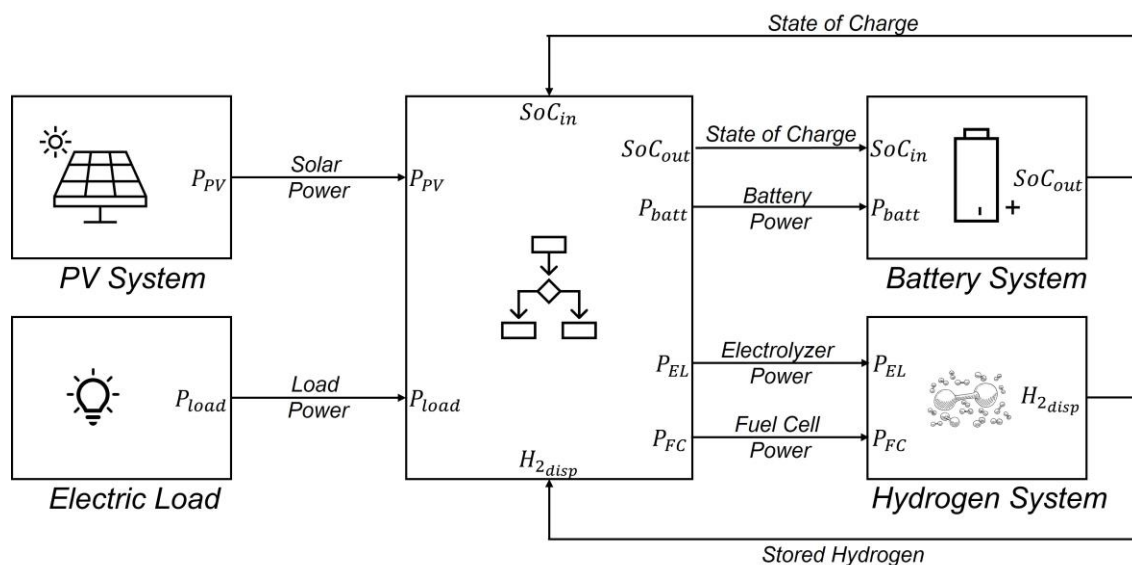 State of Charge
SoC_in
P_PV
Solar
Power
P_PV
PV System
SoC_out
State of Charge
SoC_in
SoC_out
P_batt
Battery
Power
P_batt
+
Battery System
P_load
Load
Power
P_load
Electric Load
P_EL
Electrolyzer
Power
P_EL
H_2_disp
P_FC
Fuel Cell
Power
P_FC
Hydrogen System
H_2_disp
Stored Hydrogen